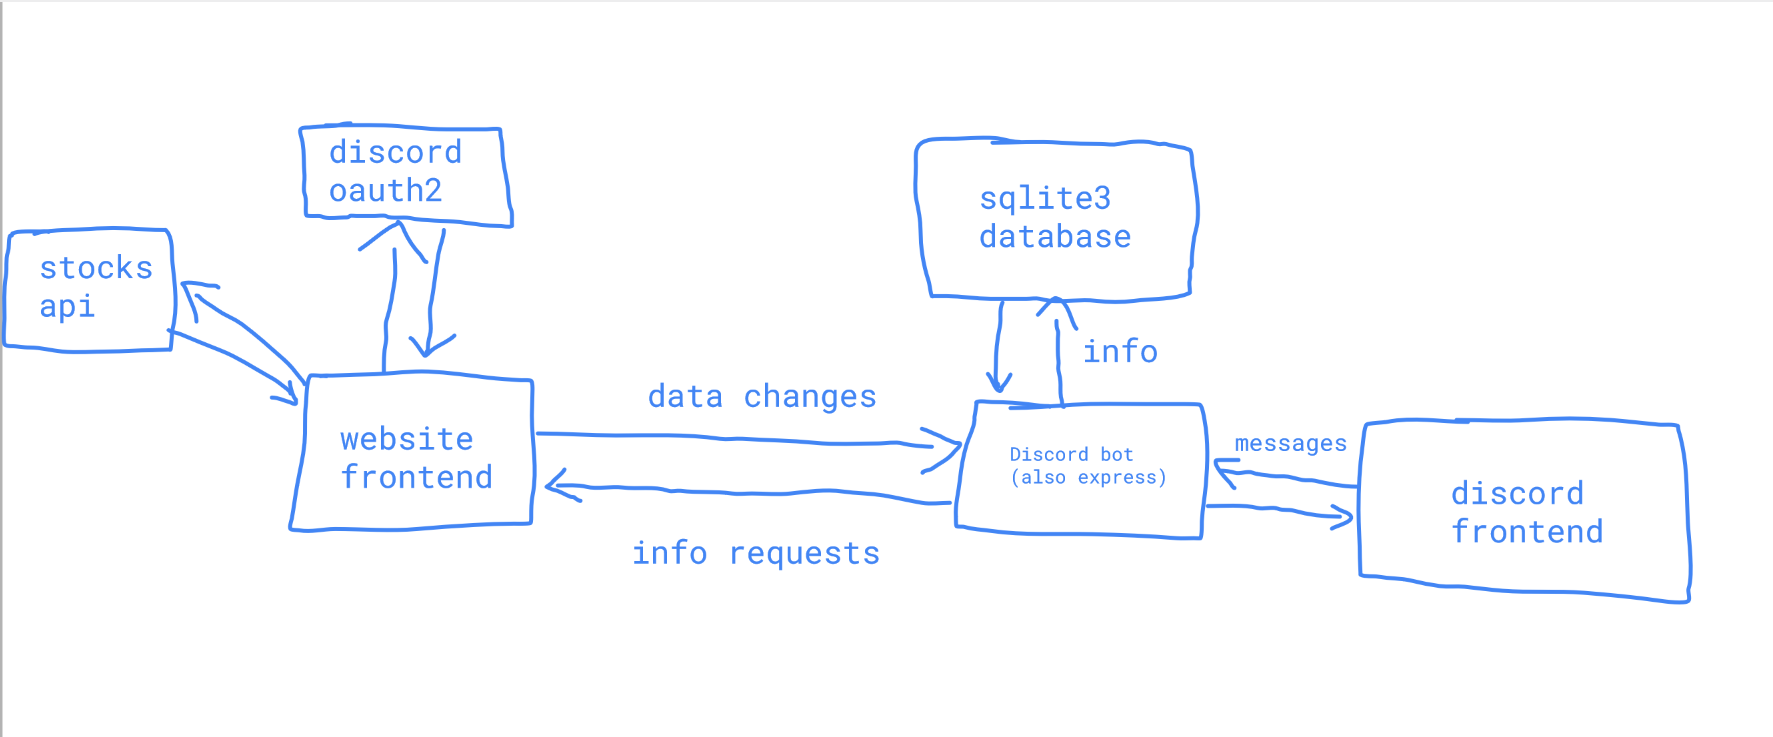 discord
oauth2
stocks
api
website
frontend
data changes
info requests
sqlite3
database
info
Discord bot
(also express)
messages
discord
frontend